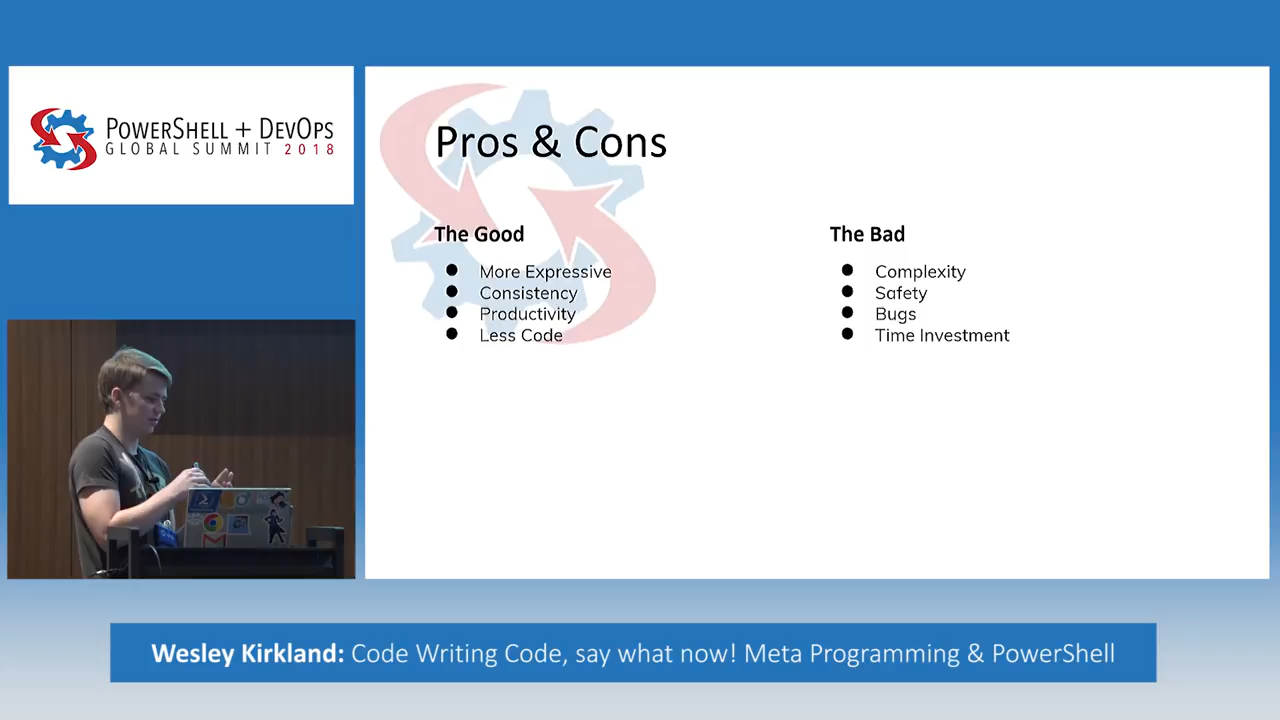 POWERSHELL + DEVOPS
GLOBAL SUMMIT 2018
Pros & Cons
The Good
● More Expressive
● Consistency
● Productivity
● Less Code
The Bad
● Complexity
● Safety
● Bugs
● Time Investment
Wesley Kirkland: Code Writing Code, say what now! Meta Programming & PowerShell